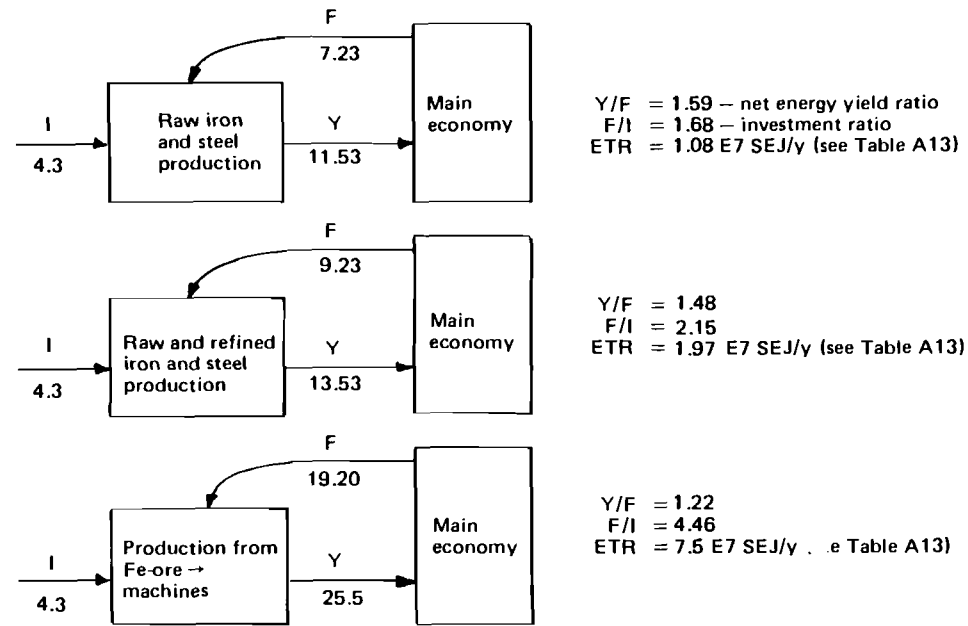 F
7.23
Main
economy
I
4.3
Raw iron
and steel
production
Y
11.53
Y/F = 1.59 – net energy yield ratio
F/I = 1.68 – investment ratio
ETR = 1.08 E7 SEJ/y (see Table A13)
F
9.23
Main
economy
I
4.3
Raw and refined
iron and steel
production
Y
13.53
Y/F = 1.48
F/I = 2.15
ETR = 1.97 E7 SEJ/y (see Table A13)
F
19.20
Main
economy
I
4.3
Production from
Fe-ore →
machines
Y
25.5
Y/F = 1.22
F/I = 4.46
ETR = 7.5 E7 SEJ/y . .e Table A13)